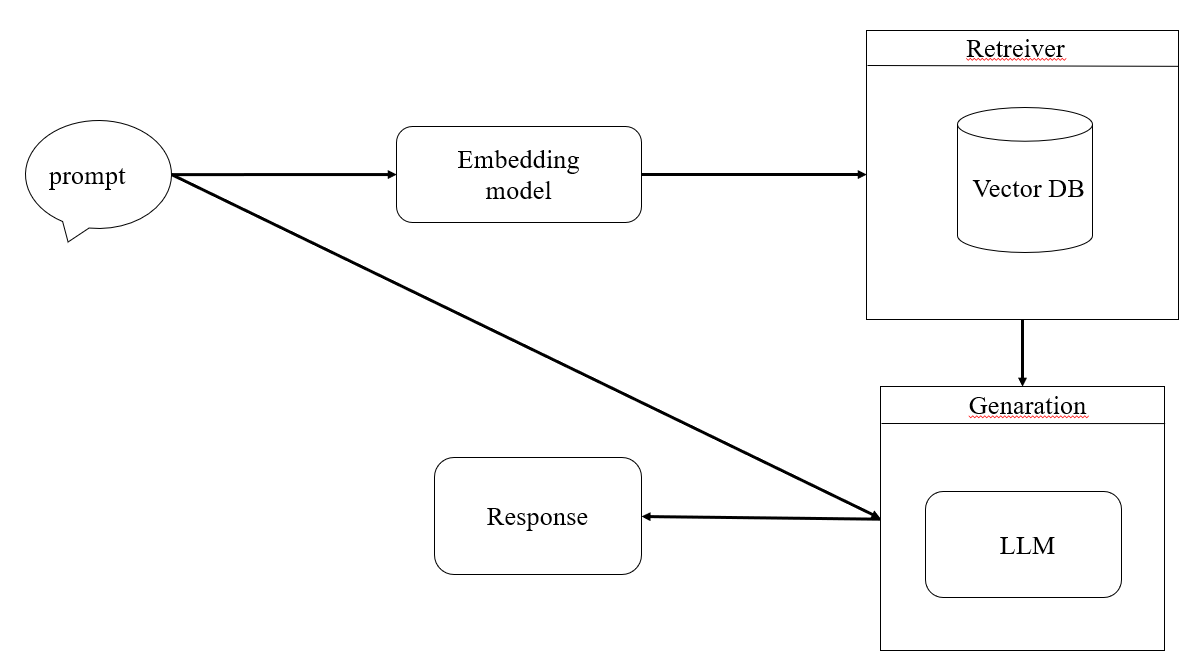 Retreiver
prompt
Embedding
model
Vector DB
Genaration
Response
LLM